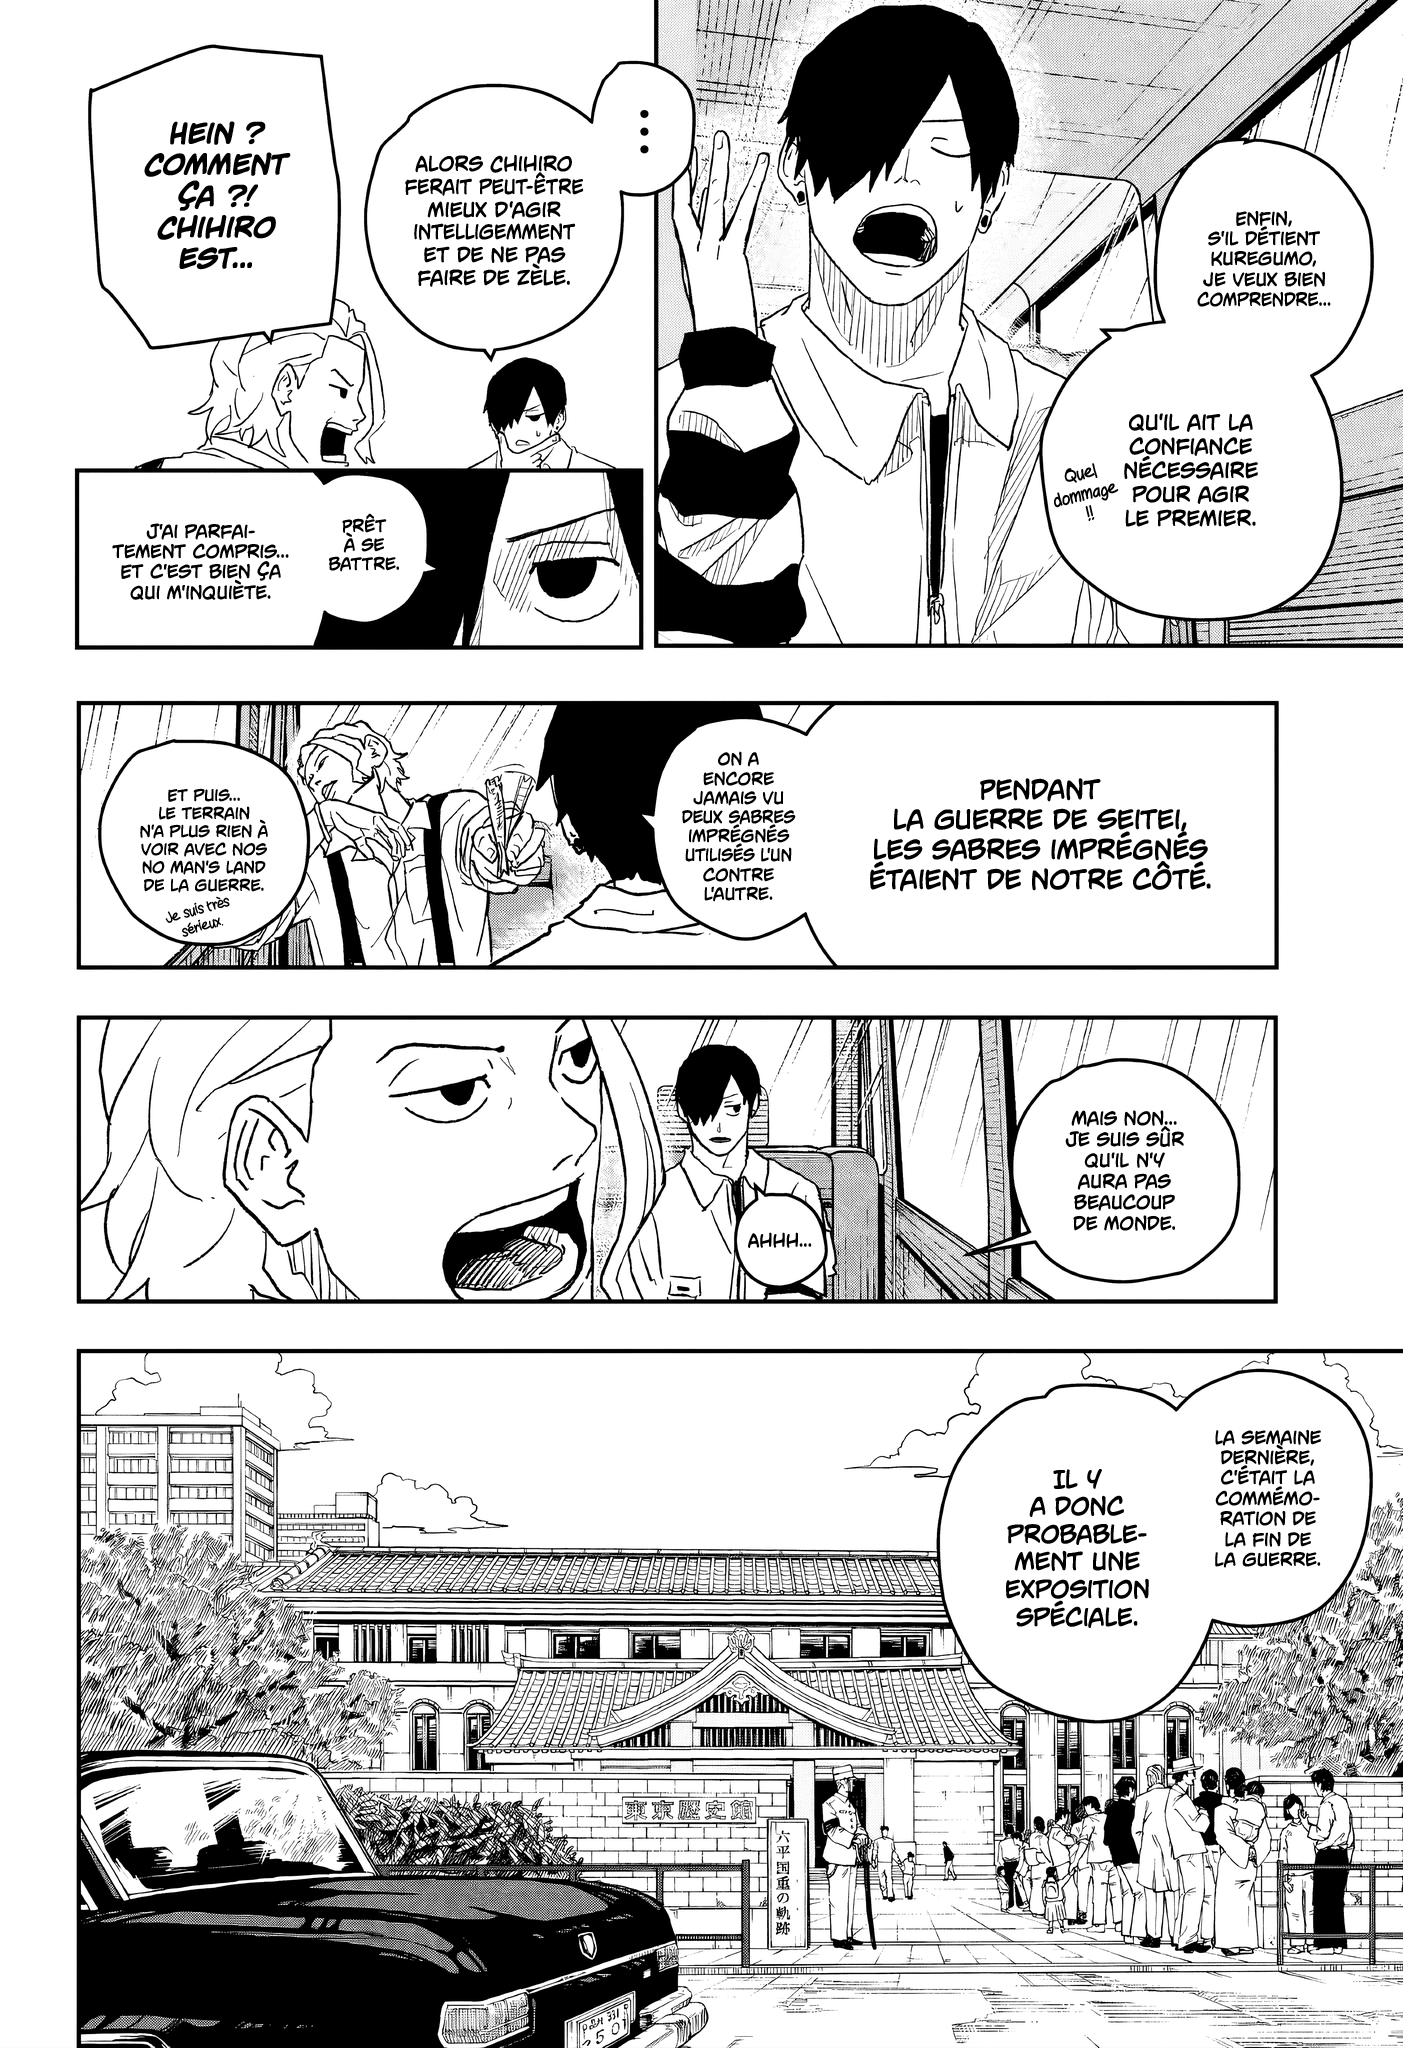 ENFIN,
S'IL DÉTIENT
KUREGUMO,
JE VEUX BIEN
COMPRENDRE...
QU'IL AIT LA
CONFIANCE
NÉCESSAIRE
POUR AGIR
LE PREMIER.
Quel
dommage
!!
...
ALORS CHIHIRO
FERAIT PEUT-ÊTRE
MIEUX D'AGIR
INTELLIGEMMENT
ET DE NE PAS
FAIRE DE ZÈLE.
HEIN ?
COMMENT
ÇA ?!
CHIHIRO
EST...
PRÊT
À SE
BATTRE.
J'AI PARFAI-
TEMENT COMPRIS...
ET C'EST BIEN ÇA
QUI M'INQUIÈTE.
PENDANT
LA GUERRE DE SEITEI,
LES SABRES IMPRÉGNÉS
ÉTAIENT DE NOTRE CÔTÉ.
ON A
ENCORE
JAMAIS VU
DEUX SABRES
IMPRÉGNÉS
UTILISÉS L'UN
CONTRE
L'AUTRE.
ET PUIS...
LE TERRAIN
N'A PLUS RIEN À
VOIR AVEC NOS
NO MAN'S LAND
DE LA GUERRE.
Je suis très
sérieux.
MAIS NON...
JE SUIS SÛR
QU'IL N'Y
AURA PAS
BEAUCOUP
DE MONDE.
AHHH...
LA SEMAINE
DERNIÈRE,
C'ÉTAIT LA
COMMÉMO-
RATION DE
LA FIN DE
LA GUERRE.
IL Y
A DONC
PROBABLE-
MENT UNE
EXPOSITION
SPÉCIALE.
東京歴史館
六平国重の軌跡